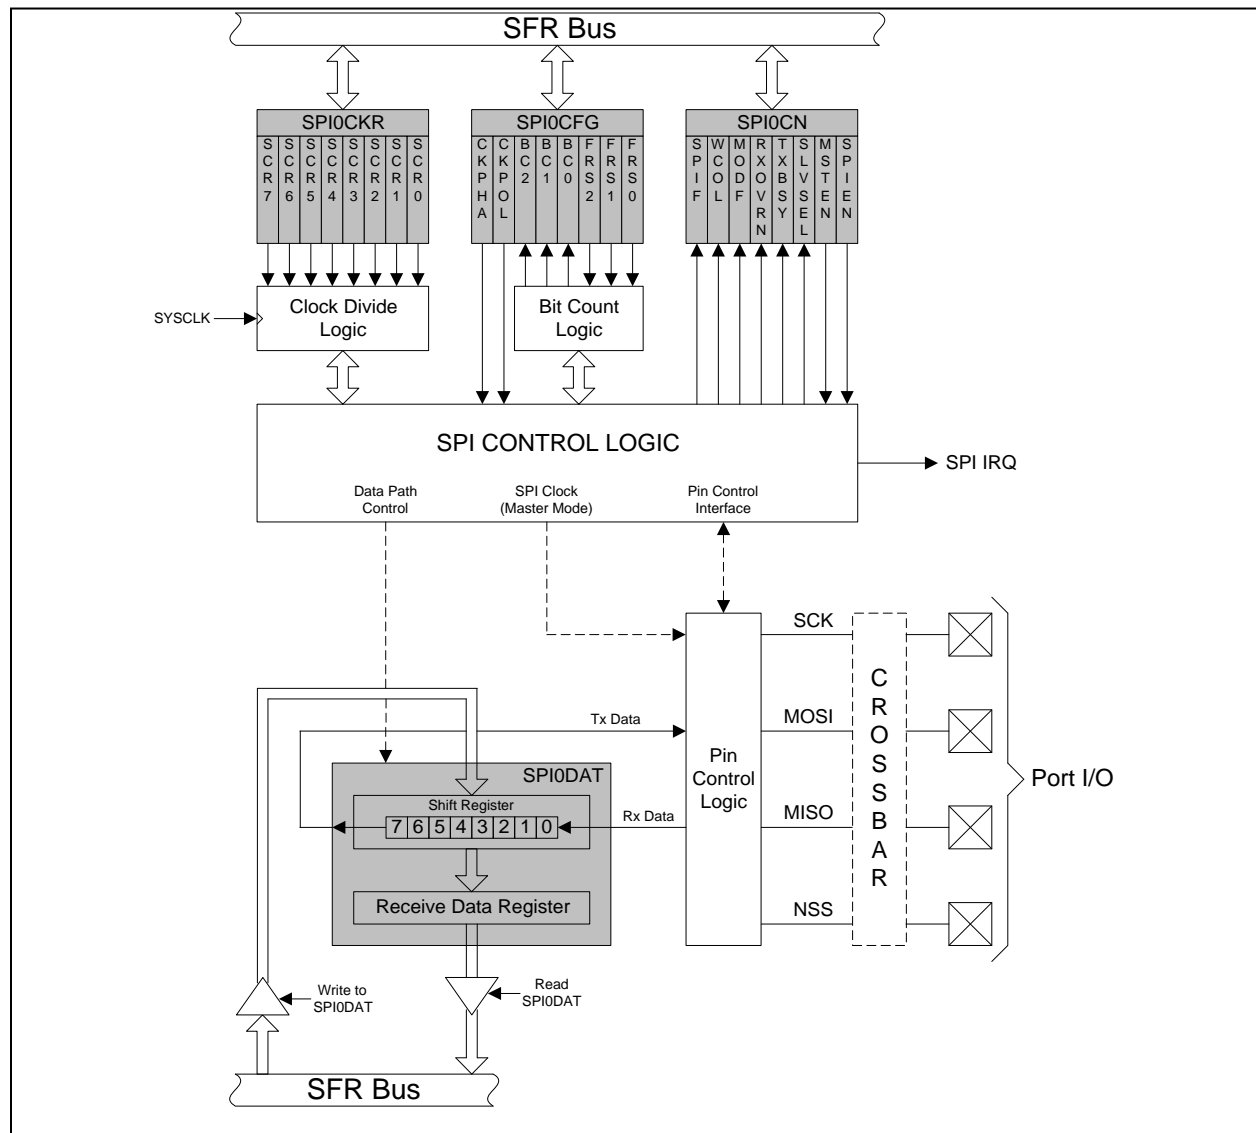 SFR Bus
SPI0CKR
SCR7
SCR6
SCR5
SCR4
SCR3
SCR2
SCR1
SCR0
SPI0CFG
CKPHA
CKPOL
BC2
BC1
BC0
FRS2
FRS1
FRS0
SPI0CN
SPIF
WCOL
MODF
RXOVRN
TXBSY
SLVSEL
MSTEN
SPIEN
SYSCLK
Clock Divide
Logic
Bit Count
Logic
SPI CONTROL LOGIC
SPI IRQ
Data Path
Control
SPI Clock
(Master Mode)
Pin Control
Interface
SCK
MOSI
MISO
NSS
Pin
Control
Logic
CROSSBAR
Port I/O
Tx Data
SPI0DAT
Shift Register
7 6 5 4 3 2 1 0
Rx Data
Receive Data Register
Write to
SPI0DAT
Read
SPI0DAT
SFR Bus